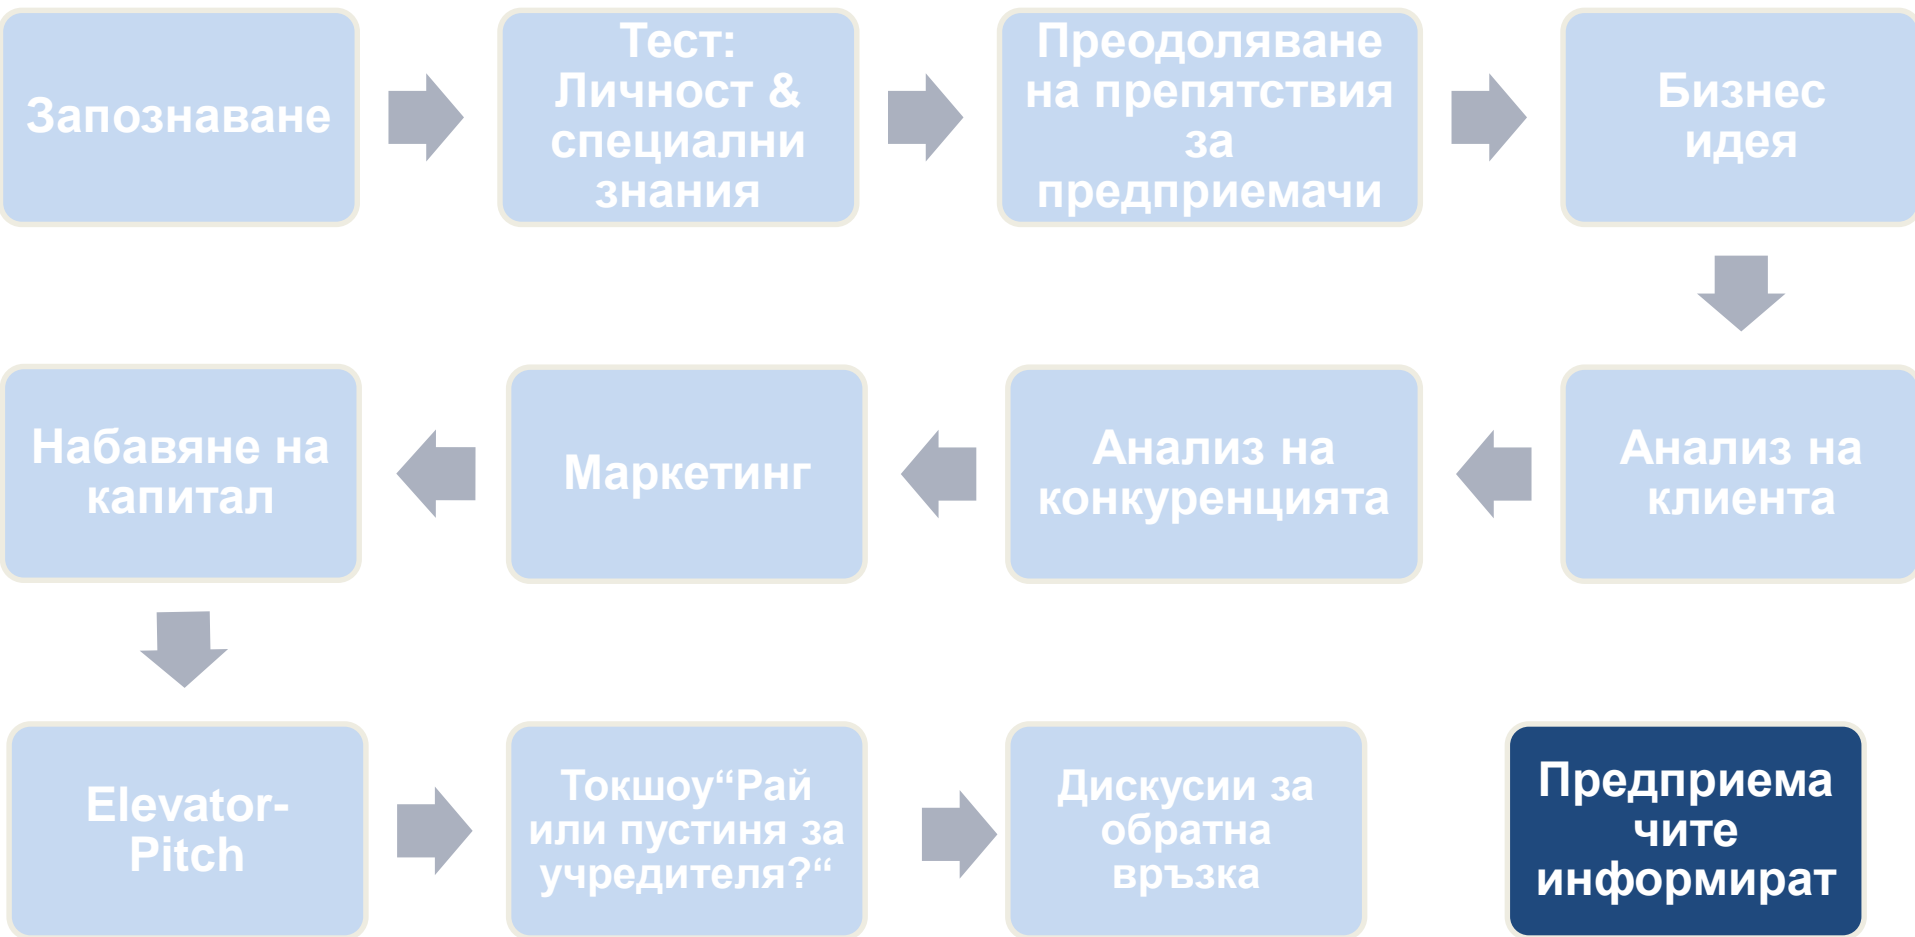 Запознаване
Тест:
Личност &
специални
знания
Преодоляване
на препятствия
за
предприемачи
Бизнес
идея
Набавяне на
капитал
Маркетинг
Анализ на
конкуренцията
Анализ на
клиента
Elevator-
Pitch
Токшоу“Рай
или пустиня за
учредителя?“
Дискусии за
обратна
връзка
Предприема
чите
информират